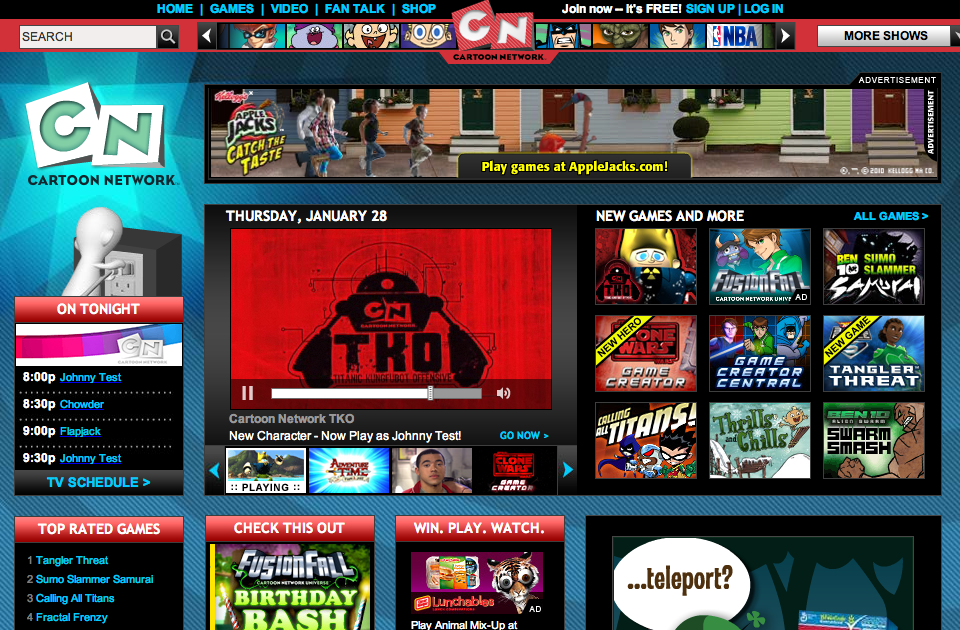 HOME | GAMES | VIDEO | FAN TALK | SHOP
Join now – it's FREE! SIGN UP | LOG IN
SEARCH
CN
CARTOON NETWORK
NBA
MORE SHOWS
CN
CARTOON NETWORK
ADVERTISEMENT
Kellogg's
APPLE JACKS
CATCH THE TASTE
Play games at AppleJacks.com!
ADVERTISEMENT
© 2010 KELLOGG NA CO.
THURSDAY, JANUARY 28
CN
CARTOON NETWORK
TKO
TITANIC KUNGFUBOT OFFENSIVE
Cartoon Network TKO
New Character - Now Play as Johnny Test!
GO NOW >
:: PLAYING ::
ADVENTURE TIME
CLONE WARS
GAME CREATOR
NEW GAMES AND MORE
ALL GAMES >
TKO
FUSIONFALL
CARTOON NETWORK UNIVERSE
AD
BEN 10 SUMO SLAMMER SAMURAI
NEW HERO
CLONE WARS
GAME CREATOR
GAME CREATOR CENTRAL
NEW GAME
TANGLER THREAT
CALLING ALL TITANS!
Thrills and Chills
BEN 10
ALIEN SWARM
SWARM SMASH
ON TONIGHT
CN
8:00p Johnny Test
8:30p Chowder
9:00p Flapjack
9:30p Johnny Test
TV SCHEDULE >
TOP RATED GAMES
1 Tangler Threat
2 Sumo Slammer Samurai
3 Calling All Titans
4 Fractal Frenzy
CHECK THIS OUT
FUSIONFALL
CARTOON NETWORK UNIVERSE
BIRTHDAY BASH
WIN. PLAY. WATCH.
Lunchables
AD
Play Animal Mix-Up at
...teleport?